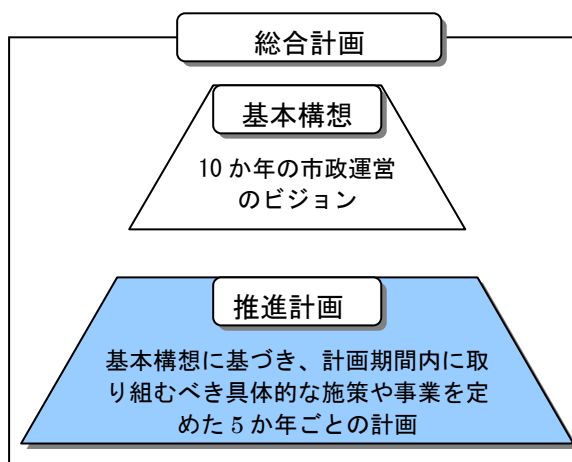 総合計画
基本構想
10か年の市政運営
のビジョン
推進計画
基本構想に基づき、計画期間内に取
り組むべき具体的な施策や事業を定
めた5か年ごとの計画